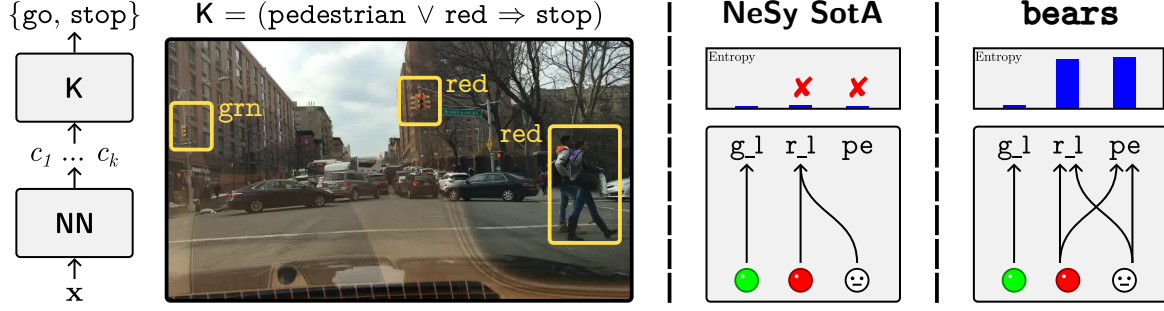 {go, stop}
K
c1 ... ck
NN
x
K = (pedestrian ∨ red ⇒ stop)
grn
red
red
NeSy SotA
Entropy
✘ ✘
g_l r_l pe
bears
Entropy
g_l r_l pe